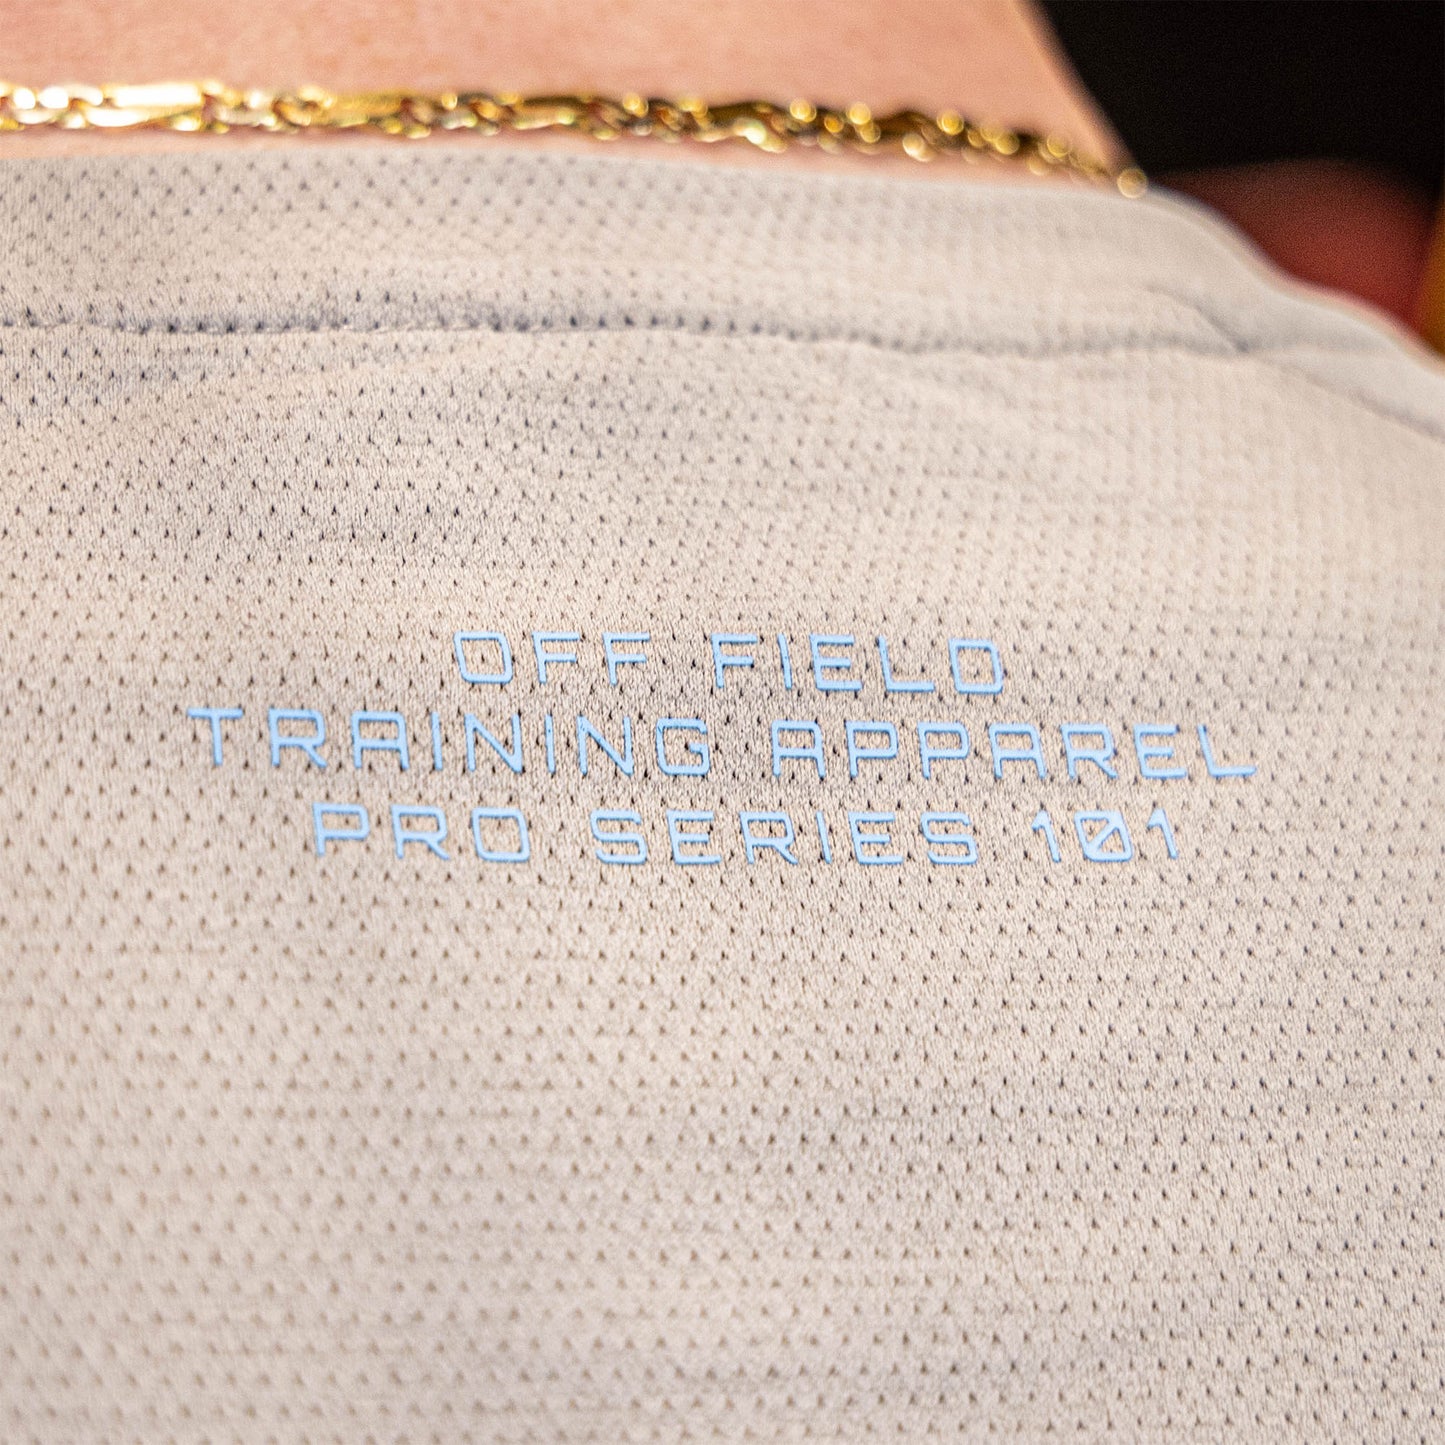 OFF FIELD
TRAINING APPAREL
PRO SERIES 101